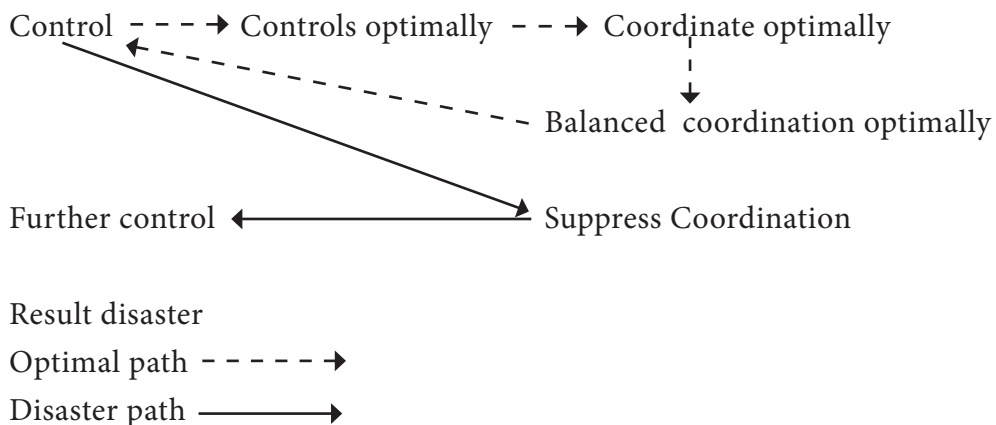 Control Controls optimally Coordinate optimally
Balanced coordination optimally
Further control Suppress Coordination
Result disaster
Optimal path
Disaster path